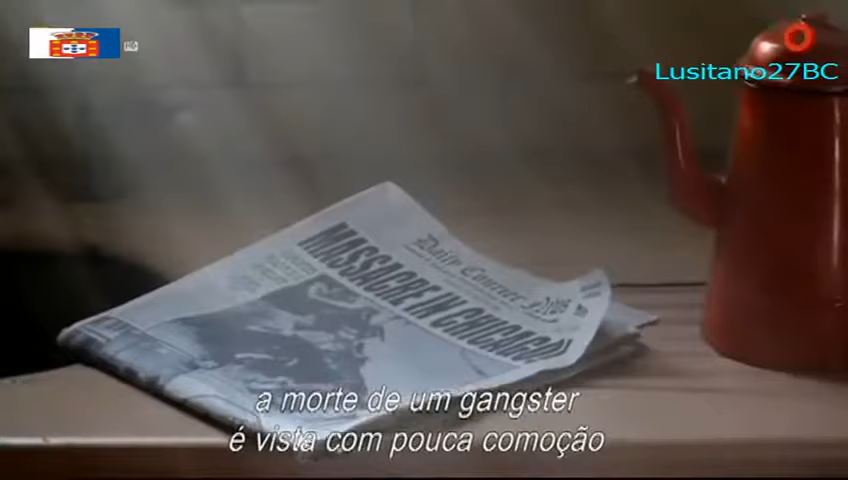 Lusitano27BC
Daily Courier
MASSACRE IN CHICAGO!
a morte de um gangster
é vista com pouca comoção